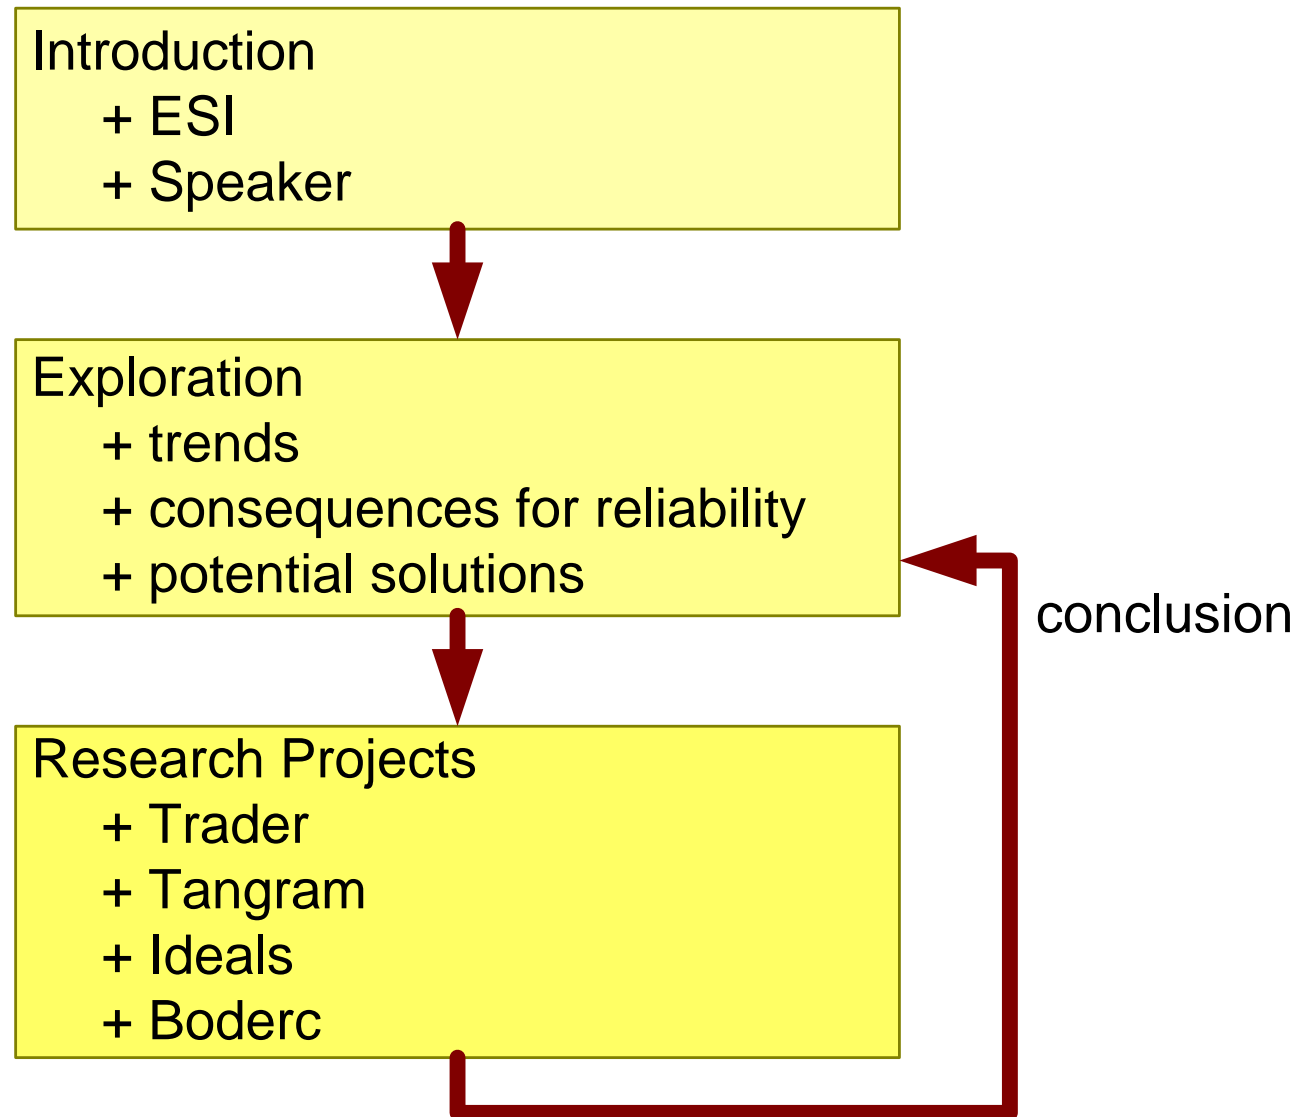 Introduction
+ ESI
+ Speaker
Exploration
+ trends
+ consequences for reliability
+ potential solutions
conclusion
Research Projects
+ Trader
+ Tangram
+ Ideals
+ Boderc